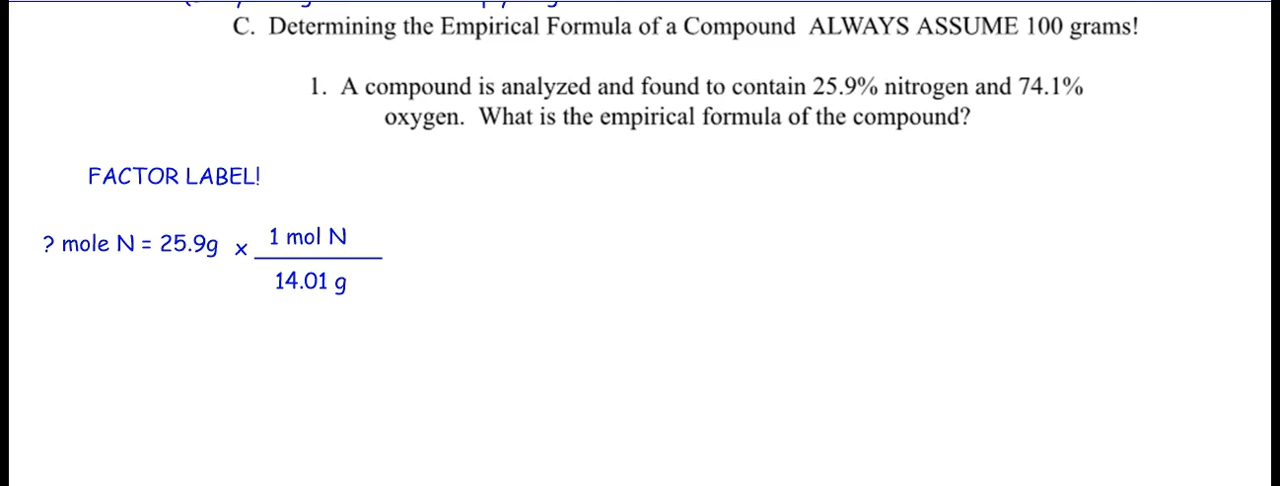 C. Determining the Empirical Formula of a Compound ALWAYS ASSUME 100 grams!
1. A compound is analyzed and found to contain 25.9% nitrogen and 74.1%
oxygen. What is the empirical formula of the compound?
FACTOR LABEL!
? mole N = 25.9g x 1 mol N
14.01 g